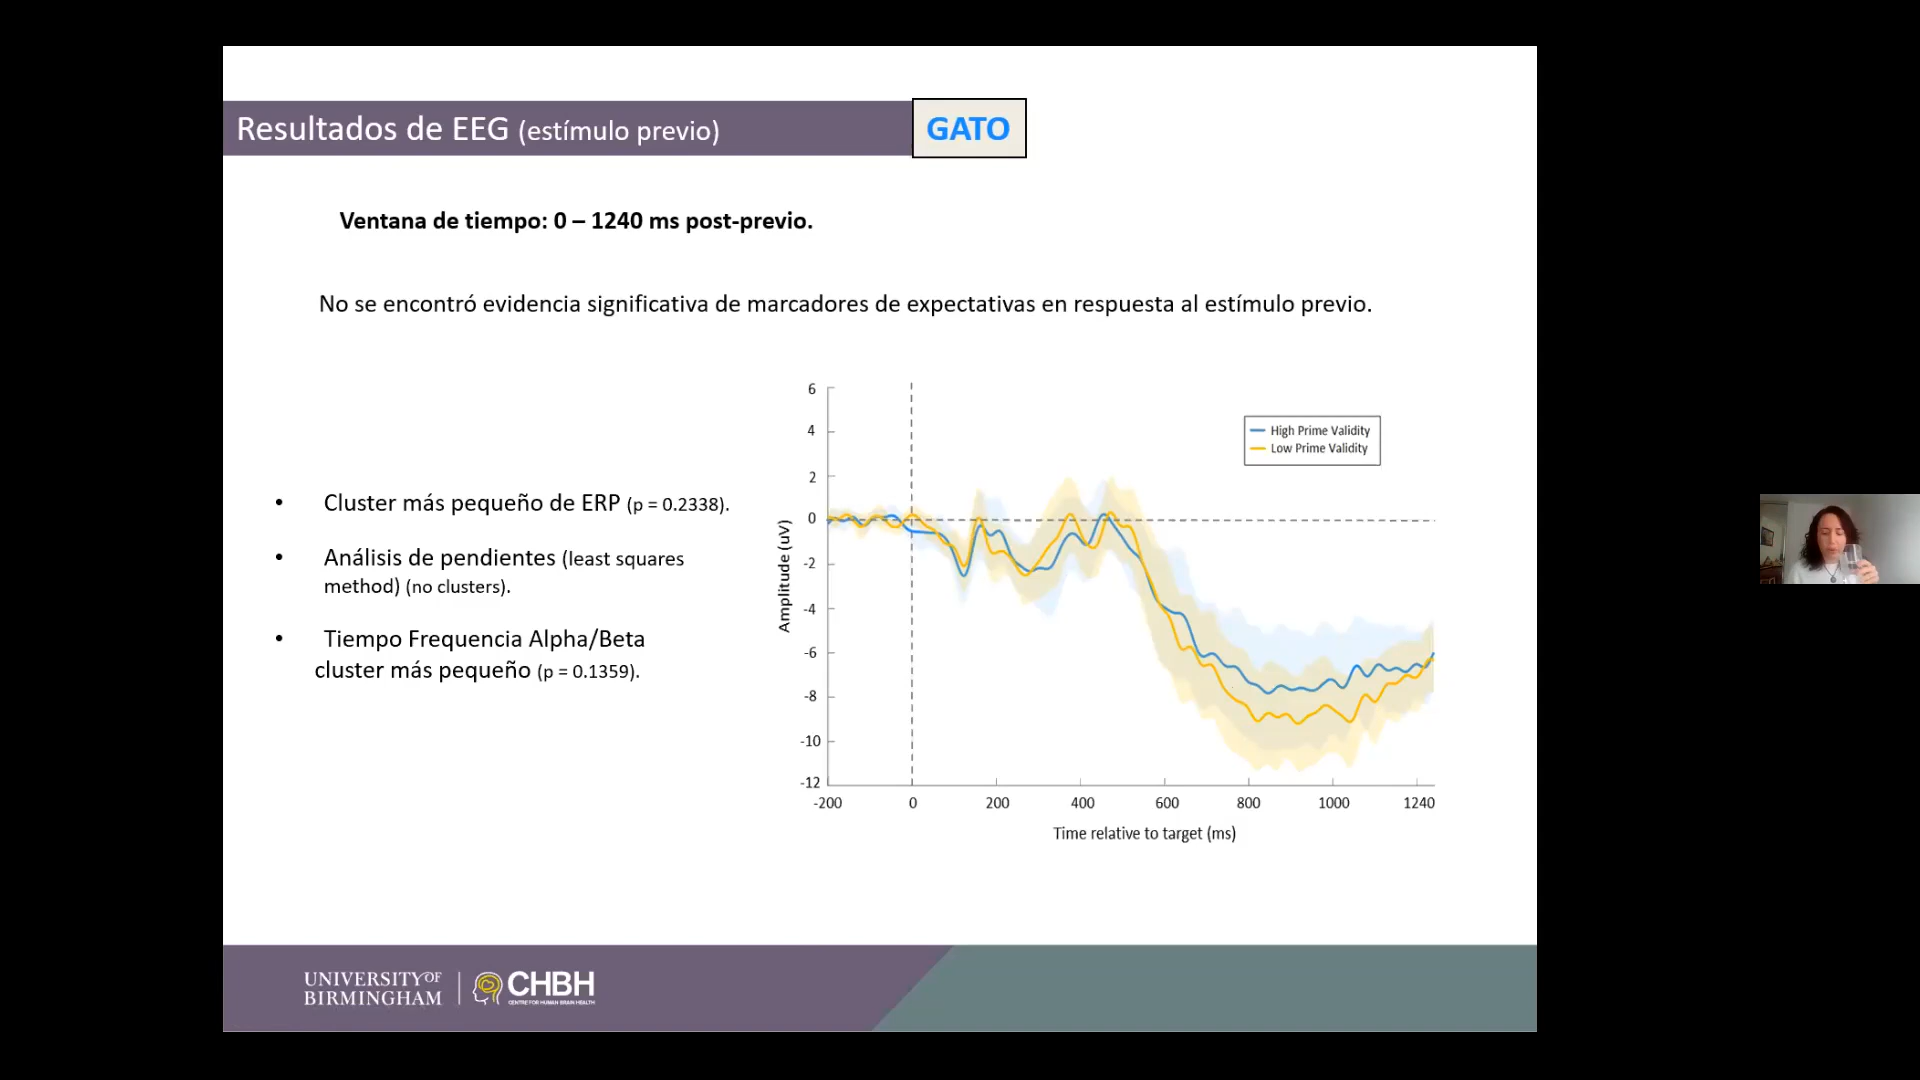 Resultados de EEG (estímulo previo)
GATO
Ventana de tiempo: 0 – 1240 ms post-previo.
No se encontró evidencia significativa de marcadores de expectativas en respuesta al estímulo previo.
• Cluster más pequeño de ERP (p = 0.2338).
• Análisis de pendientes (least squares
method) (no clusters).
• Tiempo Frequencia Alpha/Beta
cluster más pequeño (p = 0.1359).
6
4
2
0
-2
-4
-6
-8
-10
-12
Amplitude (uV)
High Prime Validity
Low Prime Validity
-200 0 200 400 600 800 1000 1240
Time relative to target (ms)
UNIVERSITY OF
BIRMINGHAM
CHBH
CENTRE FOR HUMAN BRAIN HEALTH